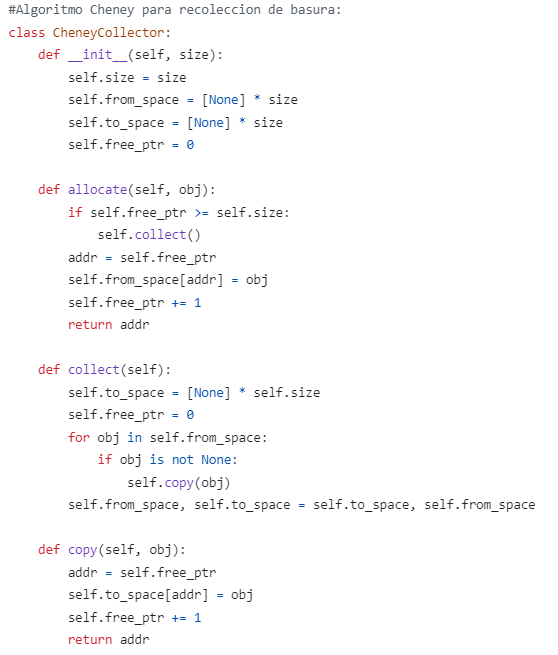 #Algoritmo Cheney para recoleccion de basura:
class CheneyCollector:
    def __init__(self, size):
        self.size = size
        self.from_space = [None] * size
        self.to_space = [None] * size
        self.free_ptr = 0

    def allocate(self, obj):
        if self.free_ptr >= self.size:
            self.collect()
        addr = self.free_ptr
        self.from_space[addr] = obj
        self.free_ptr += 1
        return addr

    def collect(self):
        self.to_space = [None] * self.size
        self.free_ptr = 0
        for obj in self.from_space:
            if obj is not None:
                self.copy(obj)
        self.from_space, self.to_space = self.to_space, self.from_space

    def copy(self, obj):
        addr = self.free_ptr
        self.to_space[addr] = obj
        self.free_ptr += 1
        return addr